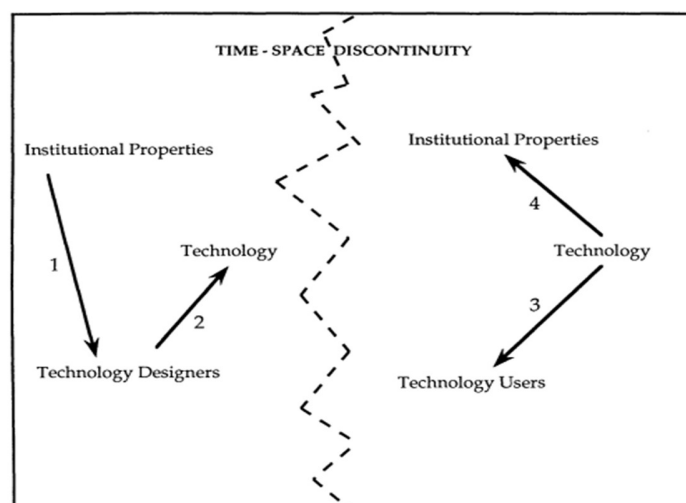 TIME - SPACE DISCONTINUITY
Institutional Properties
1
Technology
2
Technology Designers
Institutional Properties
4
Technology
3
Technology Users